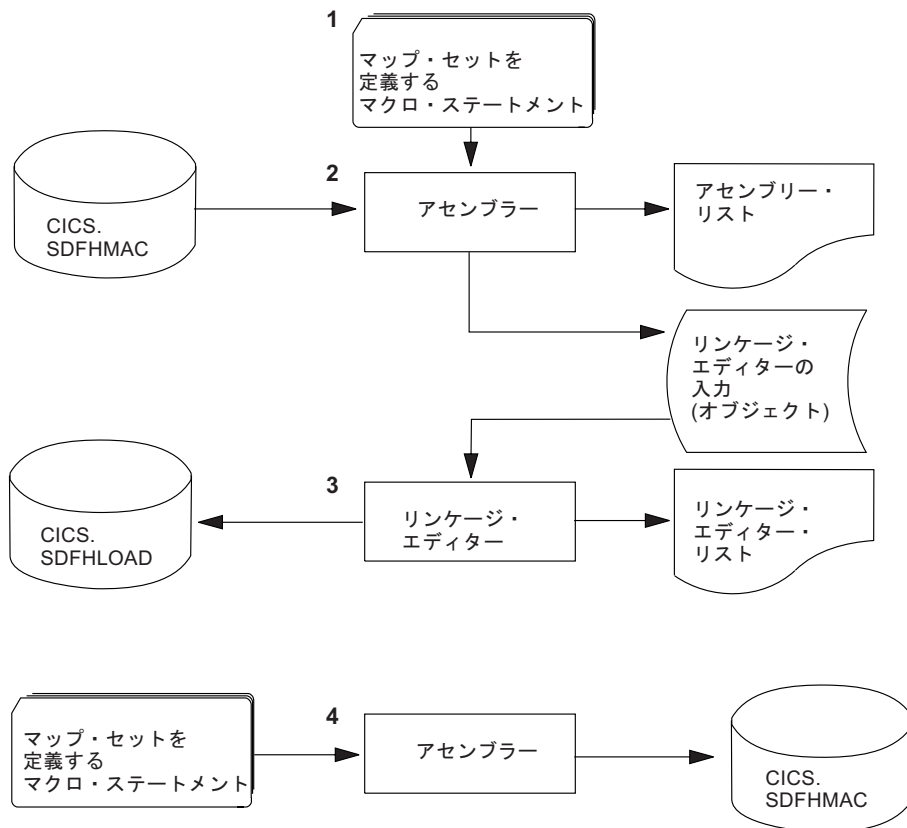 1
マップ・セットを
定義する
マクロ・ステートメント
2
CICS.
SDFHMAC
アセンブラー
アセンブリー・
リスト
リンケージ・
エディターの
入力
(オブジェクト)
3
CICS.
SDFHLOAD
リンケージ・
エディター
リンケージ・
エディター・
リスト
4
マップ・セットを
定義する
マクロ・ステートメント
アセンブラー
CICS.
SDFHMAC